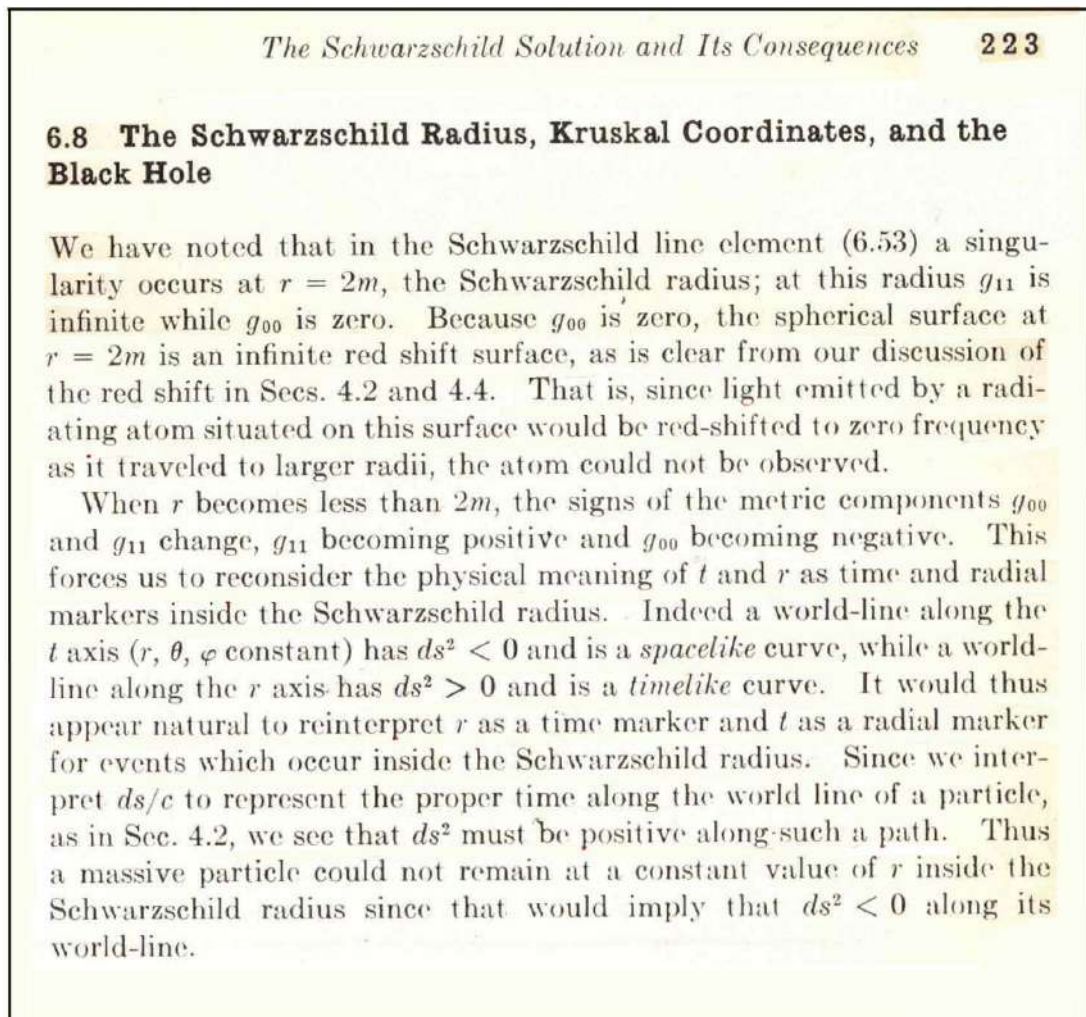 The Schwarzschild Solution and Its Consequences 223
6.8 The Schwarzschild Radius, Kruskal Coordinates, and the
Black Hole
We have noted that in the Schwarzschild line element (6.53) a singu-
larity occurs at r = 2m, the Schwarzschild radius; at this radius g₁₁ is
infinite while g₀₀ is zero. Because g₀₀ is zero, the spherical surface at
r = 2m is an infinite red shift surface, as is clear from our discussion of
the red shift in Secs. 4.2 and 4.4. That is, since light emitted by a radi-
ating atom situated on this surface would be red-shifted to zero frequency
as it traveled to larger radii, the atom could not be observed.
When r becomes less than 2m, the signs of the metric components g₀₀
and g₁₁ change, g₁₁ becoming positive and g₀₀ becoming negative. This
forces us to reconsider the physical meaning of t and r as time and radial
markers inside the Schwarzschild radius. Indeed a world-line along the
t axis (r, θ, φ constant) has ds² < 0 and is a spacelike curve, while a world-
line along the r axis has ds² > 0 and is a timelike curve. It would thus
appear natural to reinterpret r as a time marker and t as a radial marker
for events which occur inside the Schwarzschild radius. Since we inter-
pret ds/c to represent the proper time along the world line of a particle,
as in Sec. 4.2, we see that ds² must be positive along such a path. Thus
a massive particle could not remain at a constant value of r inside the
Schwarzschild radius since that would imply that ds² < 0 along its
world-line.